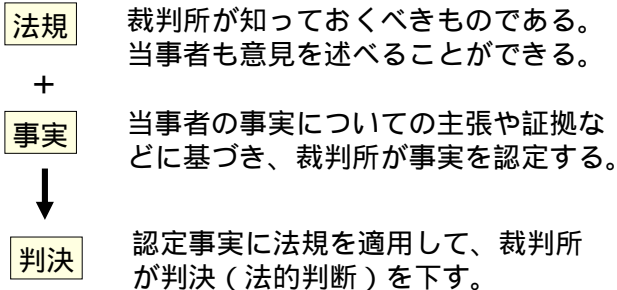 法規
裁判所が知っておくべきものである。
当事者も意見を述べることができる。
＋
事実
当事者の事実についての主張や証拠な
どに基づき、裁判所が事実を認定する。
判決
認定事実に法規を適用して、裁判所
が判決（法的判断）を下す。